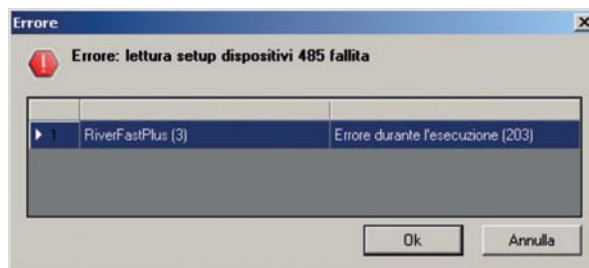 Errore
Errore: lettura setup dispositivi 485 fallita
1 RiverFastPlus (3) Errore durante l'esecuzione (203)
Ok Annulla